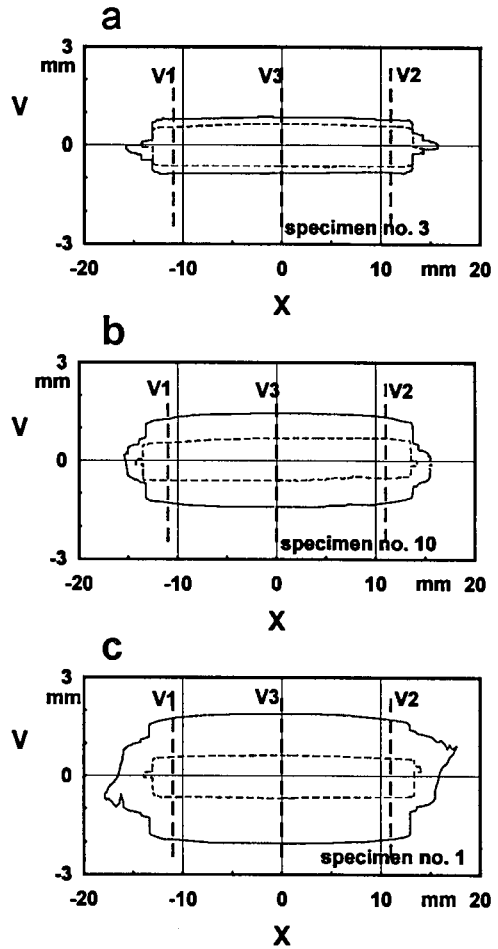 a
3
mm
V1 V3 V2
V
0
specimen no. 3
-3
-20 -10 0 10 mm 20
X
b
3
mm
V1 V3 V2
V
0
specimen no. 10
-3
-20 -10 0 10 mm 20
X
c
3
mm
V1 V3 V2
V
0
specimen no. 1
-3
-20 -10 0 10 mm 20
X